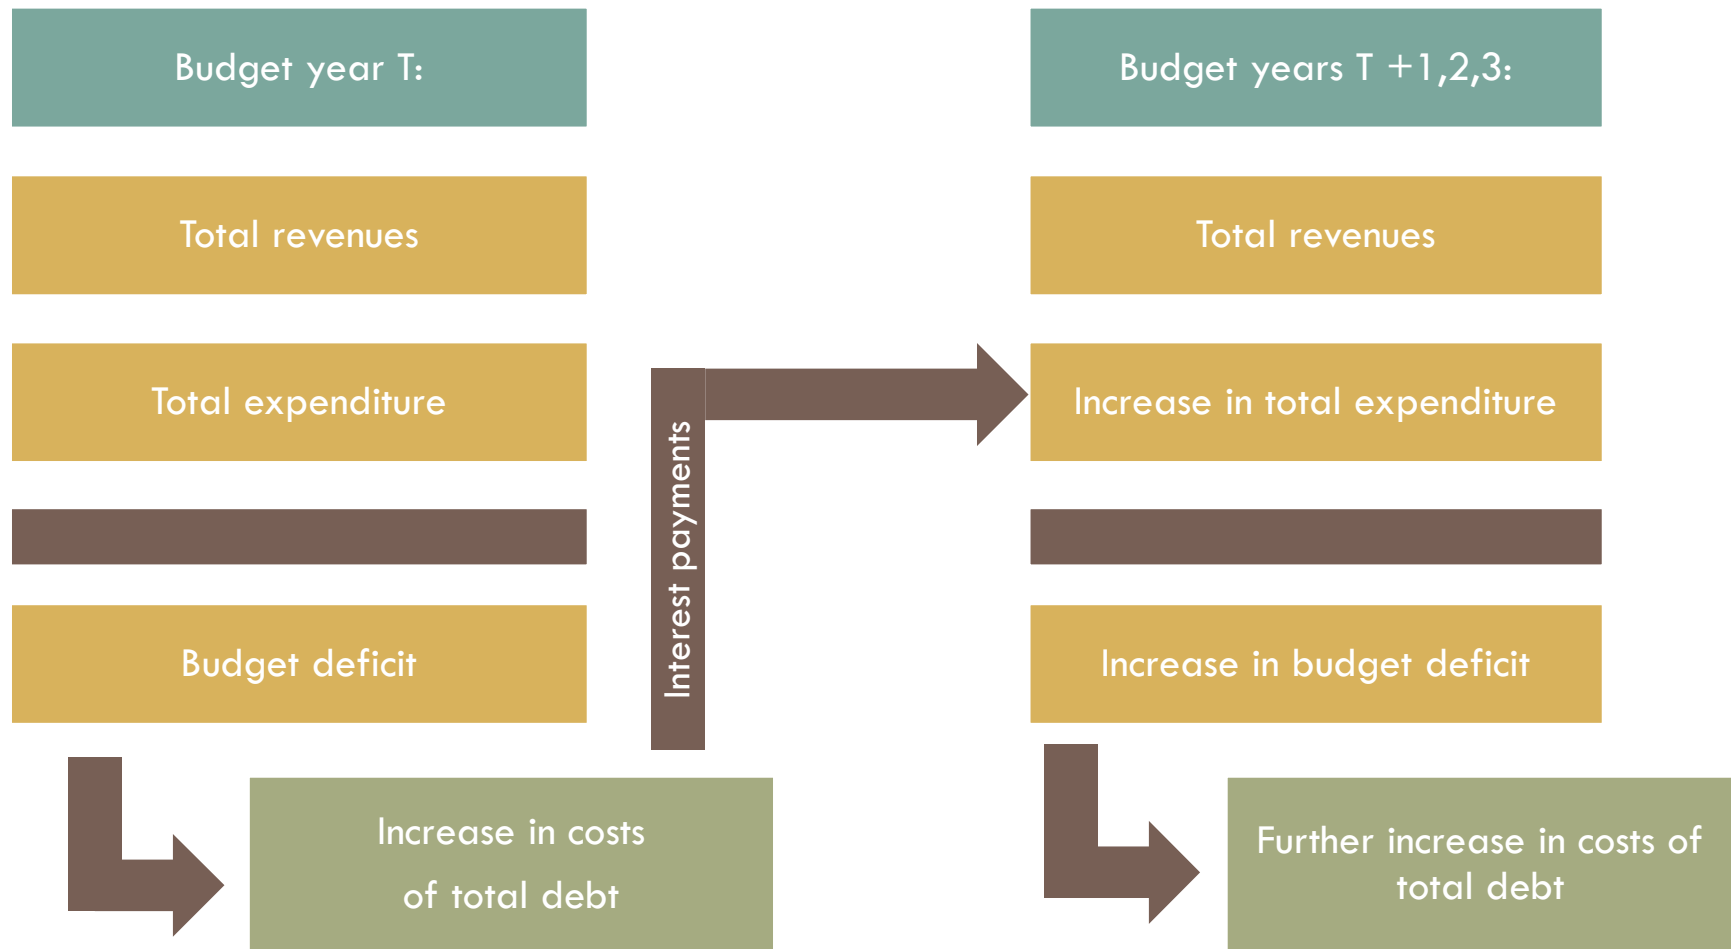 Budget year T:
Total revenues
Total expenditure
Budget deficit
Increase in costs
of total debt
Interest payments
Budget years T +1,2,3:
Total revenues
Increase in total expenditure
Increase in budget deficit
Further increase in costs of
total debt